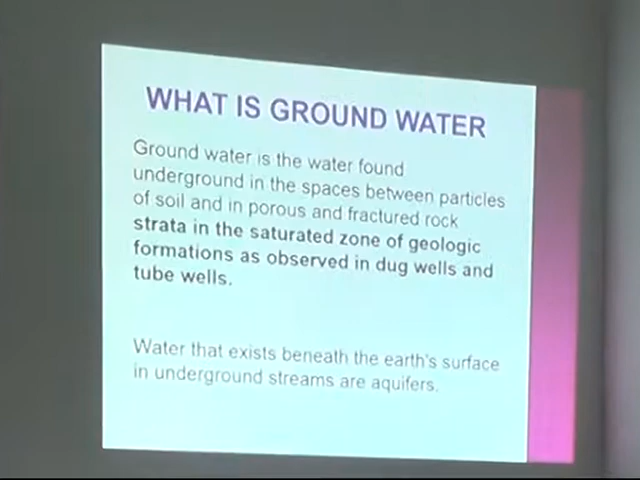 WHAT IS GROUND WATER
Ground water is the water found
underground in the spaces between particles
of soil and in porous and fractured rock
strata in the saturated zone of geologic
formations as observed in dug wells and
tube wells.
Water that exists beneath the earth's surface
in underground streams are aquifers.